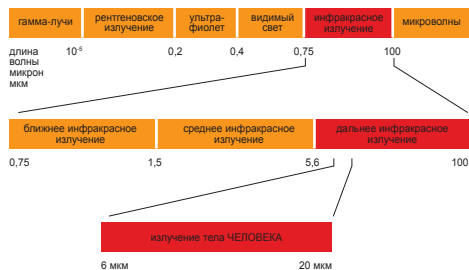 гамма-лучи рентгеновское излучение ультра-фиолет видимый свет инфракрасное излучение микроволны
длина 10⁻⁵ 0,2 0,4 0,75 100
волны
микрон
мкм
ближнее инфракрасное излучение среднее инфракрасное излучение дальнее инфракрасное излучение
0,75 1,5 5,6 100
излучение тела ЧЕЛОВЕКА
6 мкм 20 мкм